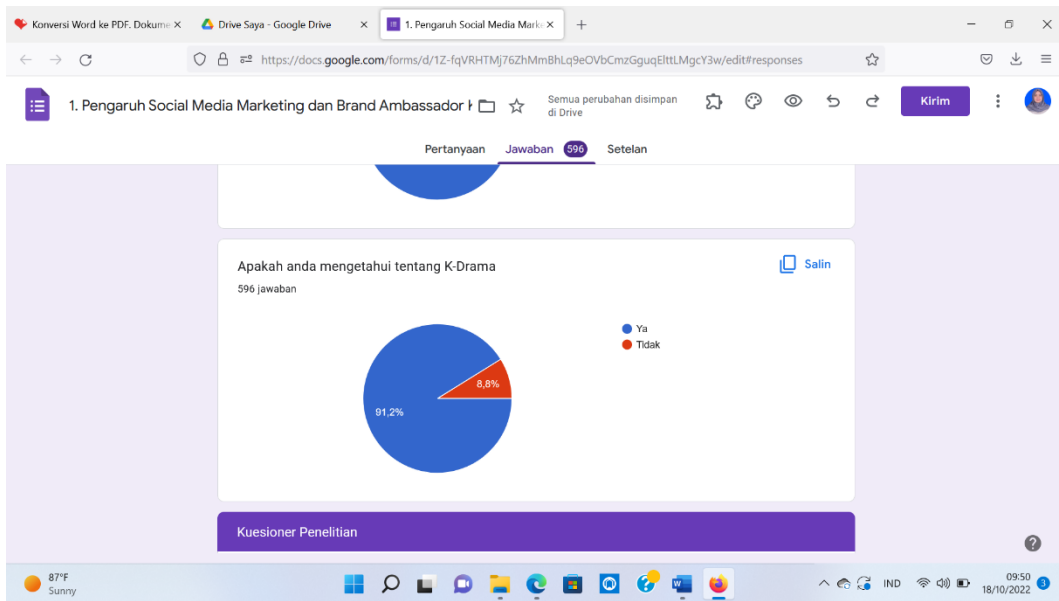 Konversi Word ke PDF. Dokume
Drive Saya - Google Drive
1. Pengaruh Social Media Marke
https://docs.google.com/forms/d/1Z-fqVRHTMj76ZhMmBhLq9eOVbCmzGguqElttLMgcY3w/edit#responses
1. Pengaruh Social Media Marketing dan Brand Ambassador
Semua perubahan disimpan
di Drive
Kirim
Pertanyaan Jawaban 596 Setelan
Apakah anda mengetahui tentang K-Drama
Salin
596 jawaban
Ya
Tidak
8,8%
91,2%
Kuesioner Penelitian
87°F
Sunny
IND
09:50
18/10/2022
3